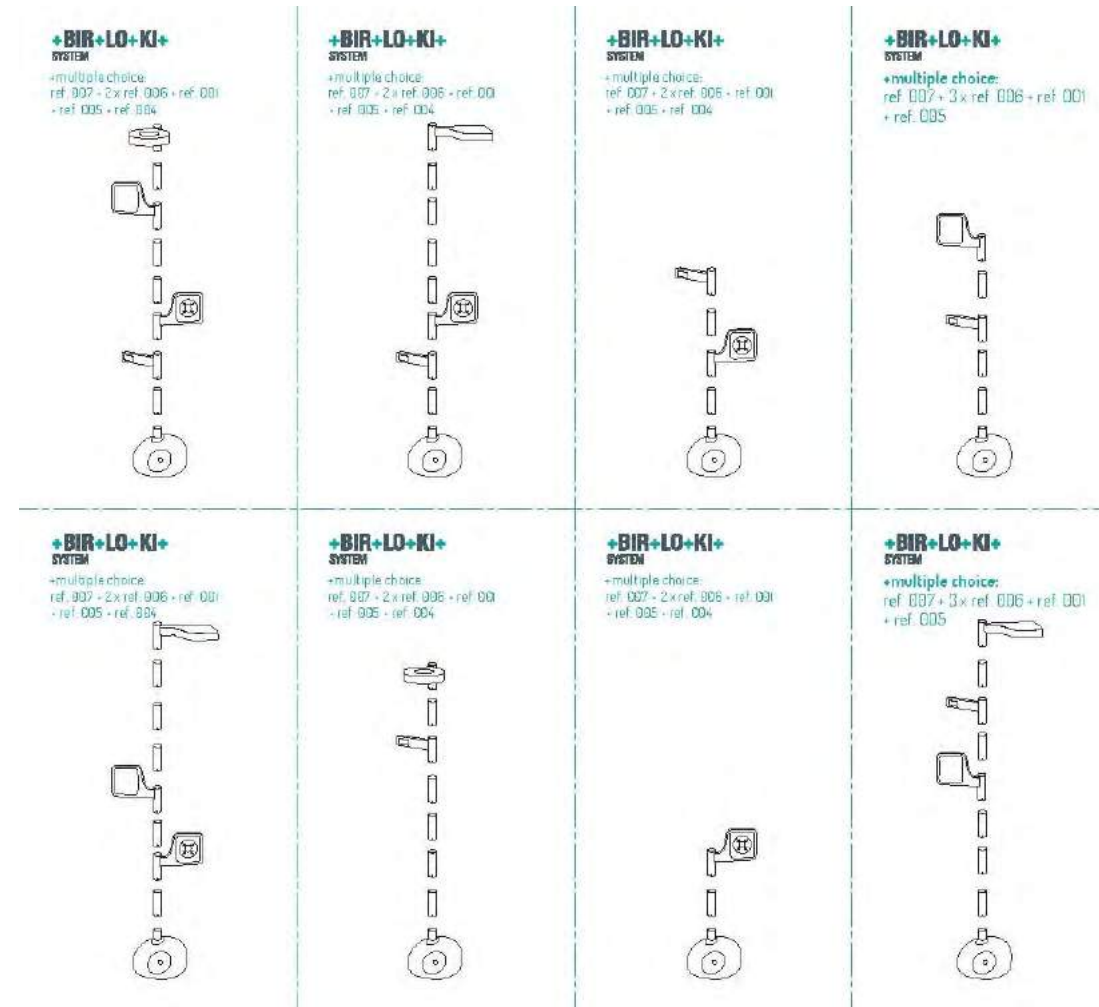 +BIR+LO+KI+
SYSTEM
+multiple choice:
ref. 007 + 2 x ref. 006 + ref. 001
+ ref. 005 + ref. 004
+BIR+LO+KI+
SYSTEM
+multiple choice:
ref. 007 + 2 x ref. 006 + ref. 001
+ ref. 005 + ref. 004
+BIR+LO+KI+
SYSTEM
+multiple choice:
ref. 007 + 2 x ref. 006 + ref. 001
+ ref. 005 + ref. 004
+BIR+LO+KI+
SYSTEM
+multiple choice:
ref. 007 + 3 x ref. 006 + ref. 001
+ ref. 005
+BIR+LO+KI+
SYSTEM
+multiple choice:
ref. 007 + 2 x ref. 006 + ref. 001
+ ref. 005 + ref. 004
+BIR+LO+KI+
SYSTEM
+multiple choice:
ref. 007 + 2 x ref. 006 + ref. 001
+ ref. 005 + ref. 004
+BIR+LO+KI+
SYSTEM
+multiple choice:
ref. 007 + 2 x ref. 006 + ref. 001
+ ref. 005 + ref. 004
+BIR+LO+KI+
SYSTEM
+multiple choice:
ref. 007 + 3 x ref. 006 + ref. 001
+ ref. 005